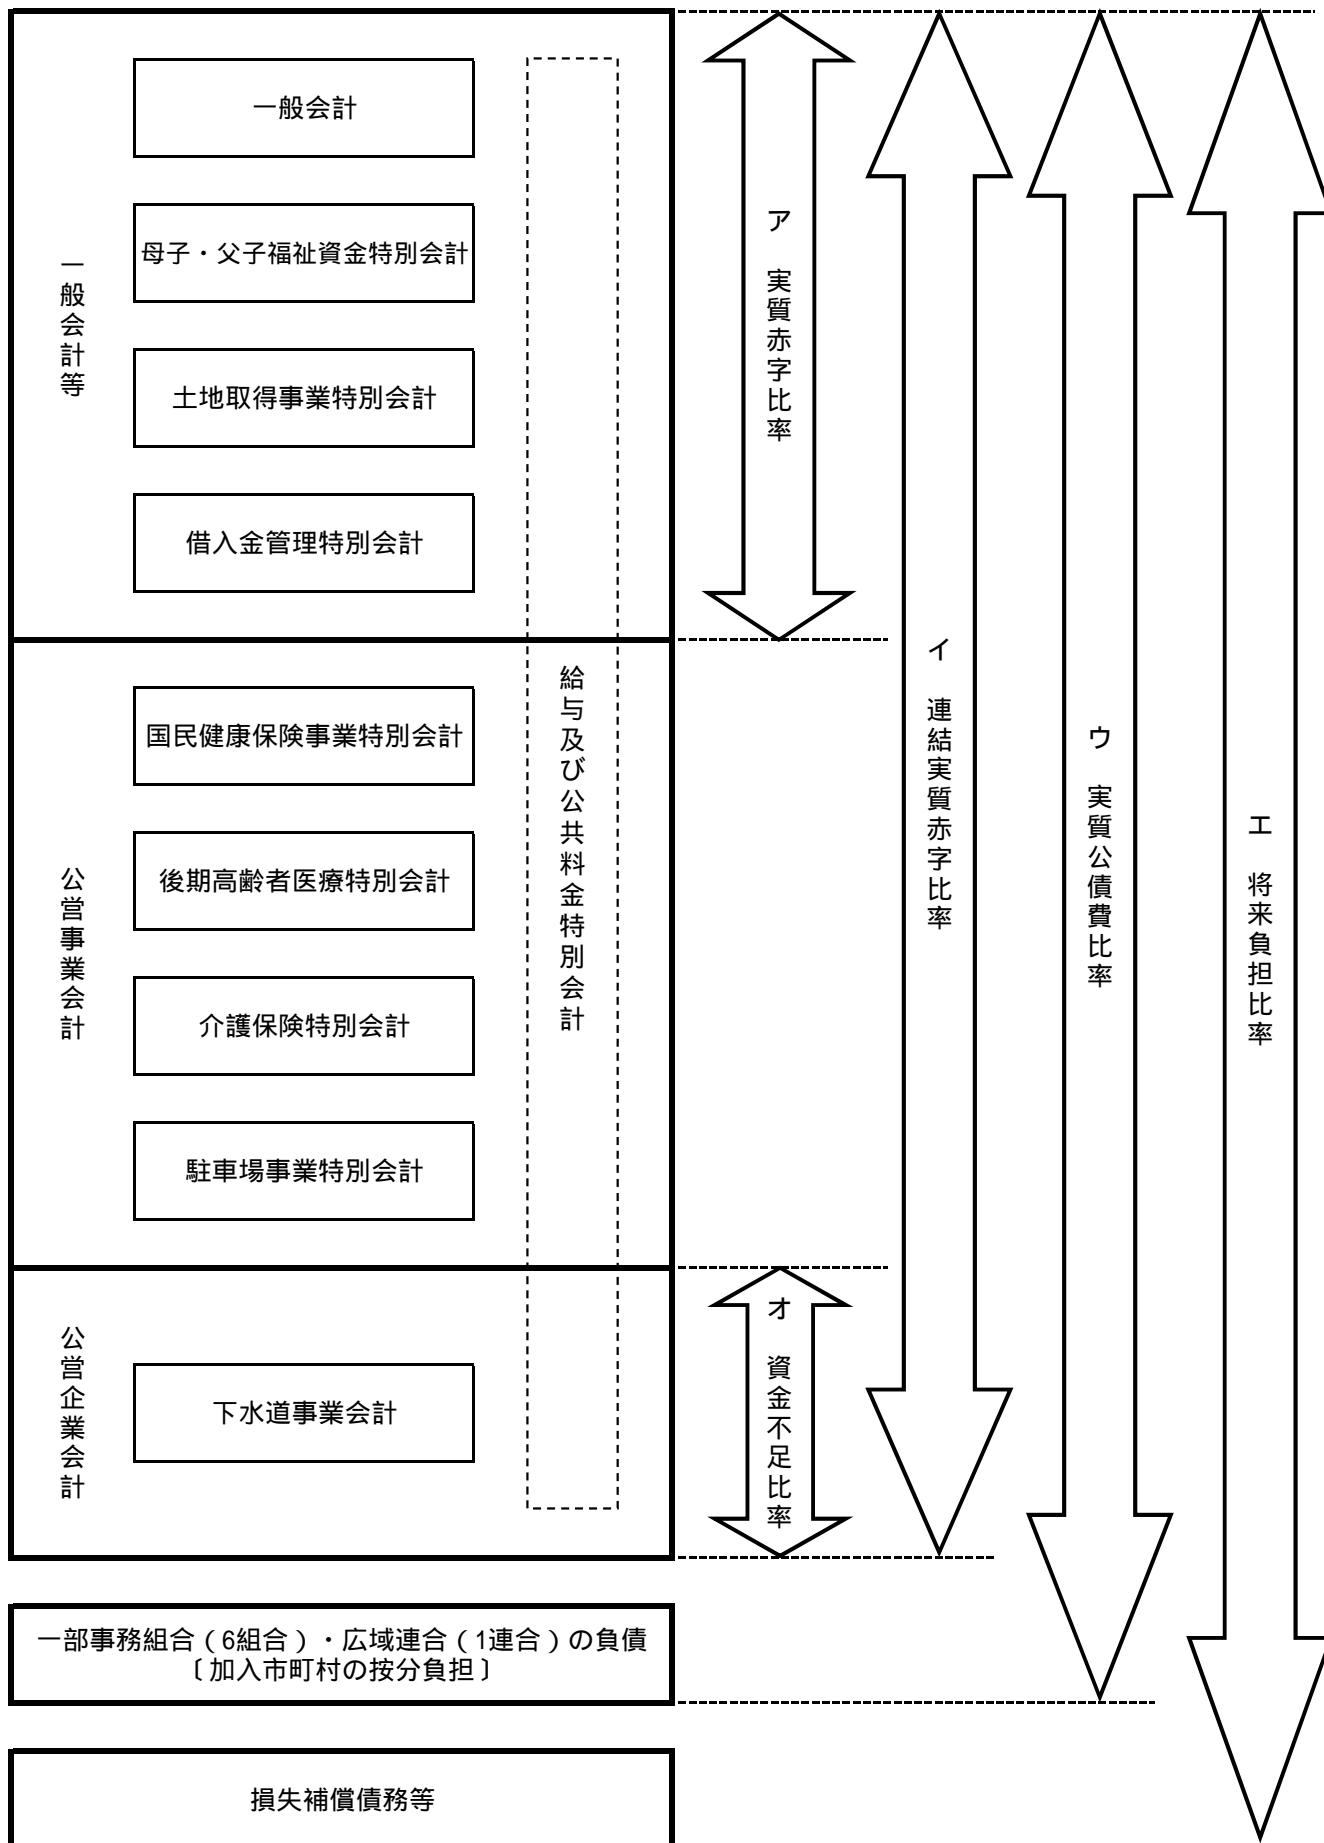 一般会計等
一般会計
母子・父子福祉資金特別会計
土地取得事業特別会計
借入金管理特別会計
公営事業会計
国民健康保険事業特別会計
後期高齢者医療特別会計
介護保険特別会計
駐車場事業特別会計
公営企業会計
下水道事業会計
給与及び公共料金特別会計
ア 実質赤字比率
イ 連結実質赤字比率
ウ 実質公債費比率
エ 将来負担比率
オ 資金不足比率
一部事務組合（6組合）・広域連合（1連合）の負債
〔加入市町村の按分負担〕
損失補償債務等